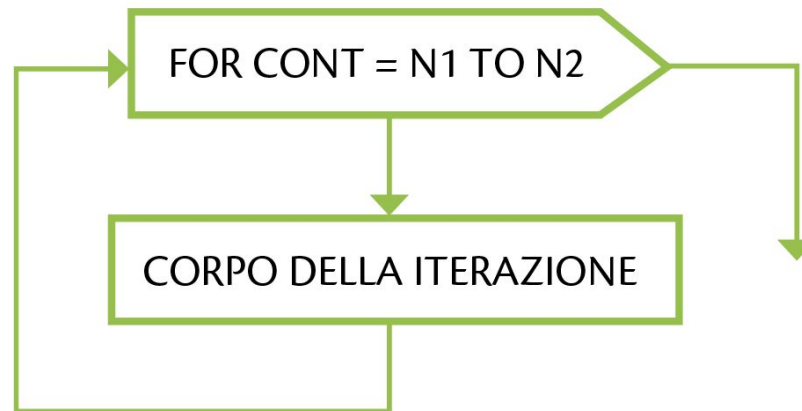 FOR CONT = N1 TO N2
CORPO DELLA ITERAZIONE